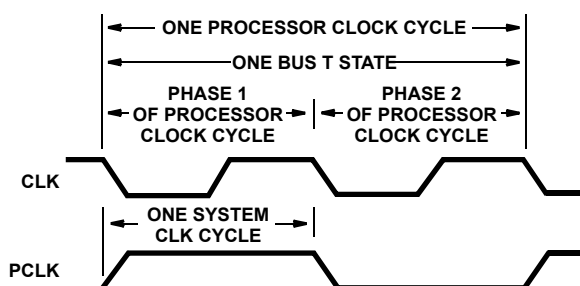 ONE PROCESSOR CLOCK CYCLE
ONE BUS T STATE
PHASE 1
OF PROCESSOR
CLOCK CYCLE
PHASE 2
OF PROCESSOR
CLOCK CYCLE
CLK
ONE SYSTEM
CLK CYCLE
PCLK